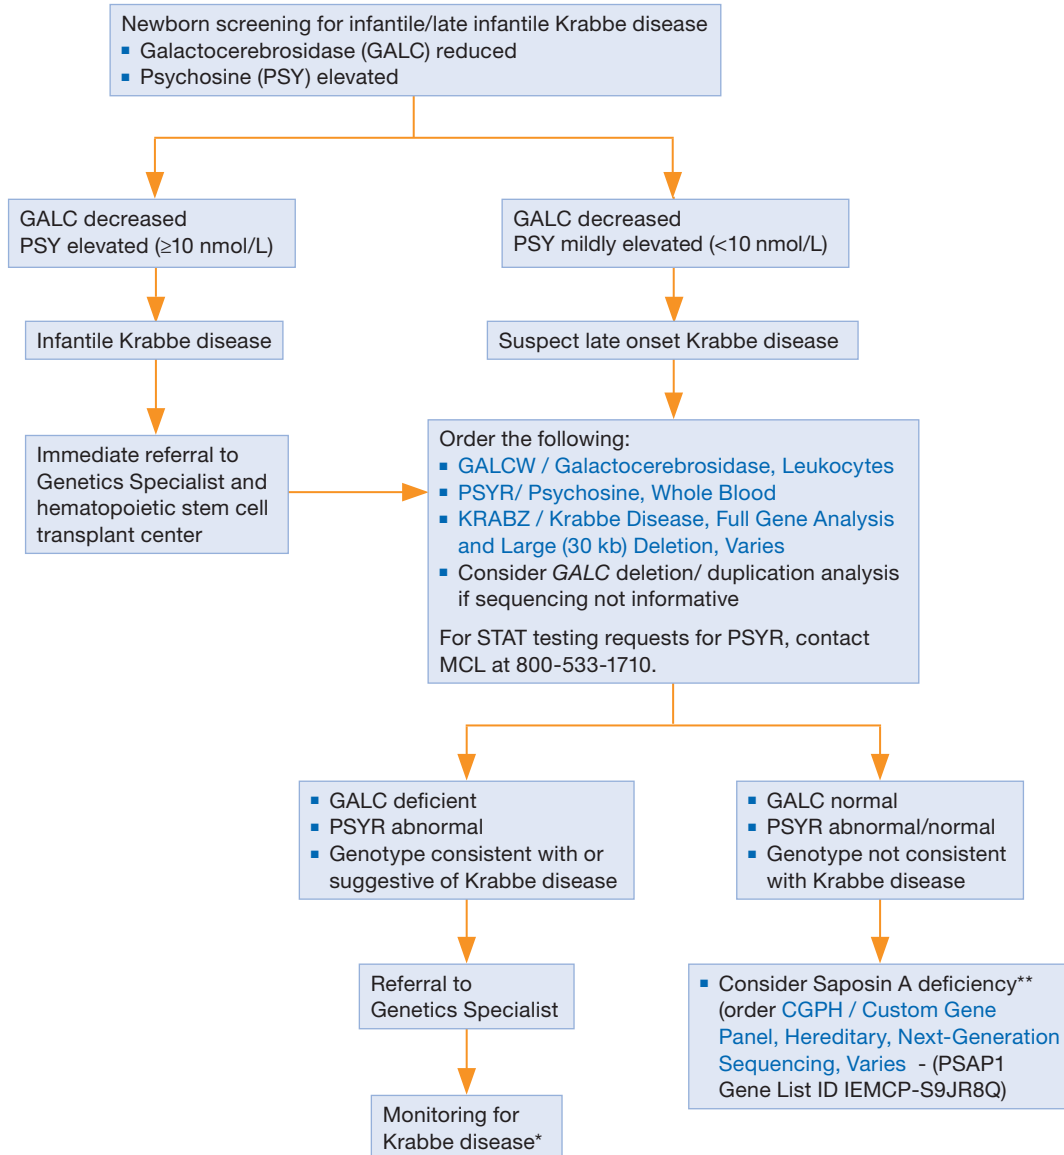 Newborn screening for infantile/late infantile Krabbe disease
▪ Galactocerebrosidase (GALC) reduced
▪ Psychosine (PSY) elevated
GALC decreased
PSY elevated (≥10 nmol/L)
GALC decreased
PSY mildly elevated (<10 nmol/L)
Infantile Krabbe disease
Suspect late onset Krabbe disease
Immediate referral to
Genetics Specialist and
hematopoietic stem cell
transplant center
Order the following:
▪ GALCW / Galactocerebrosidase, Leukocytes
▪ PSYR/ Psychosine, Whole Blood
▪ KRABZ / Krabbe Disease, Full Gene Analysis
and Large (30 kb) Deletion, Varies
▪ Consider GALC deletion/ duplication analysis
if sequencing not informative
For STAT testing requests for PSYR, contact
MCL at 800-533-1710.
▪ GALC deficient
▪ PSYR abnormal
▪ Genotype consistent with or
suggestive of Krabbe disease
▪ GALC normal
▪ PSYR abnormal/normal
▪ Genotype not consistent
with Krabbe disease
Referral to
Genetics Specialist
▪ Consider Saposin A deficiency**
(order CGPH / Custom Gene
Panel, Hereditary, Next-Generation
Sequencing, Varies - (PSAP1
Gene List ID IEMCP-S9JR8Q)
Monitoring for
Krabbe disease*